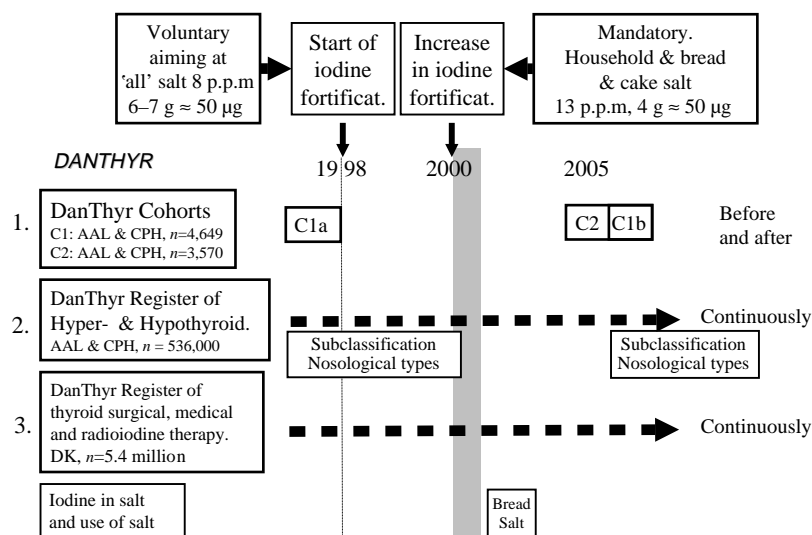 Voluntary
aiming at
‘all’ salt 8 p.p.m
6–7 g ≈ 50 µg
Start of
iodine
fortificat.
Increase
in iodine
fortificat.
Mandatory.
Household & bread
& cake salt
13 p.p.m, 4 g ≈ 50 µg
DANTHYR
1998
2000
2005
1.
DanThyr Cohorts
C1: AAL & CPH, n=4,649
C2: AAL & CPH, n=3,570
C1a
C2
C1b
Before
and after
2.
DanThyr Register of
Hyper- & Hypothyroid.
AAL & CPH, n = 536,000
Continuously
Subclassification
Nosological types
Subclassification
Nosological types
3.
DanThyr Register of
thyroid surgical, medical
and radioiodine therapy.
DK, n=5.4 million
Continuously
Iodine in salt
and use of salt
Bread
Salt